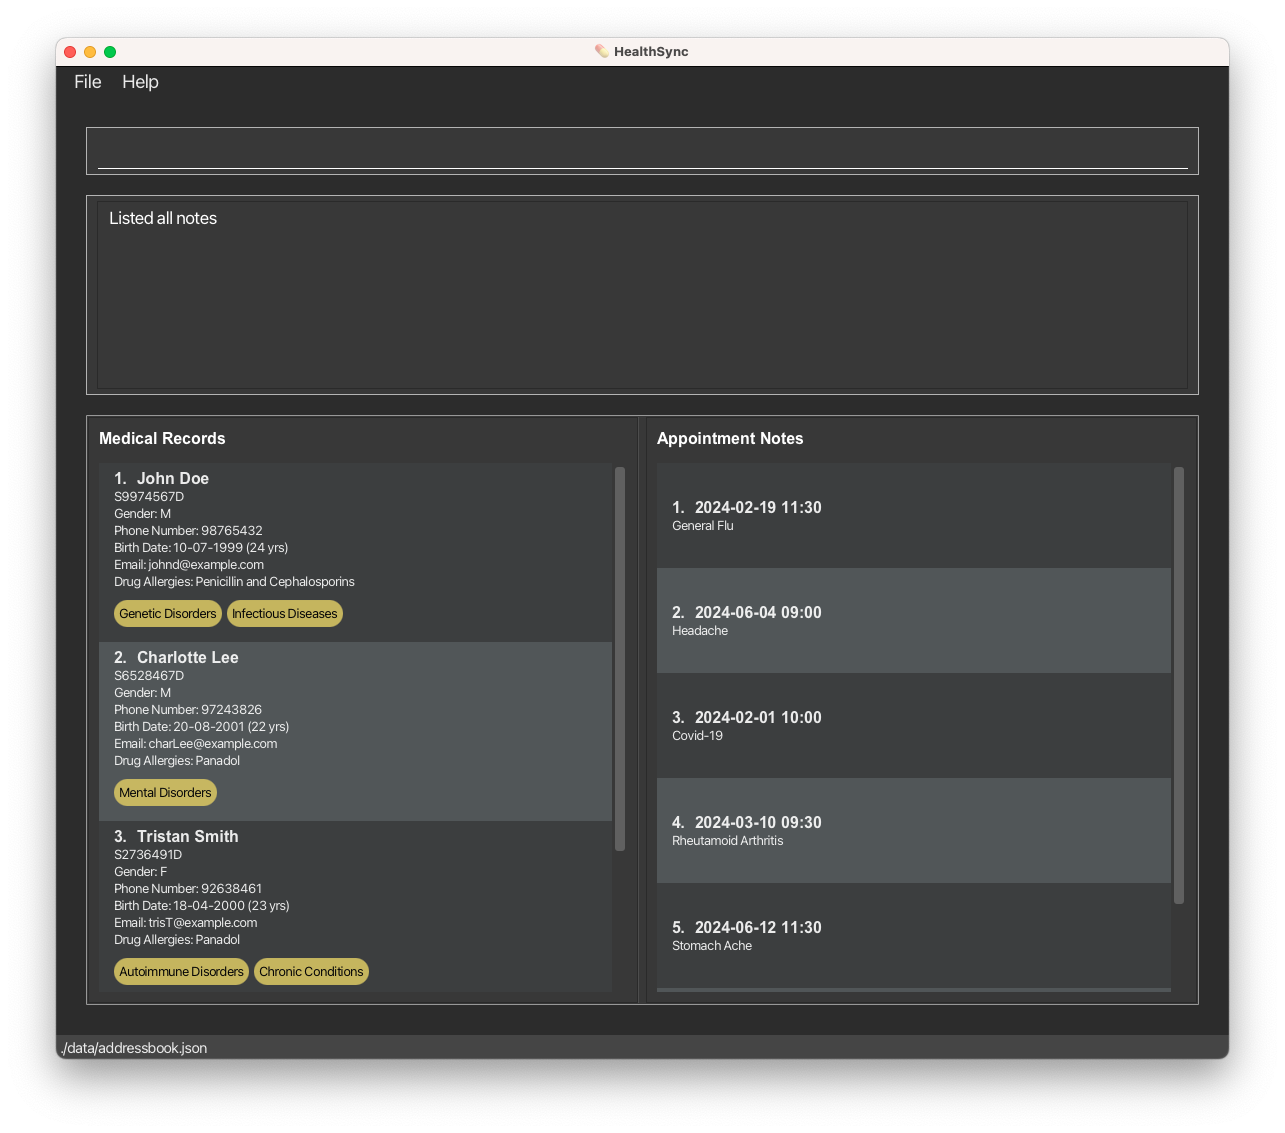 HealthSync
File Help
Listed all notes
Medical Records
1. John Doe
S9974567D
Gender: M
Phone Number: 98765432
Birth Date: 10-07-1999 (24 yrs)
Email: johnd@example.com
Drug Allergies: Penicillin and Cephalosporins
Genetic Disorders Infectious Diseases
2. Charlotte Lee
S6528467D
Gender: M
Phone Number: 97243826
Birth Date: 20-08-2001 (22 yrs)
Email: charLee@example.com
Drug Allergies: Panadol
Mental Disorders
3. Tristan Smith
S2736491D
Gender: F
Phone Number: 92638461
Birth Date: 18-04-2000 (23 yrs)
Email: trisT@example.com
Drug Allergies: Panadol
Autoimmune Disorders Chronic Conditions
Appointment Notes
1. 2024-02-19 11:30
General Flu
2. 2024-06-04 09:00
Headache
3. 2024-02-01 10:00
Covid-19
4. 2024-03-10 09:30
Rheutamoid Arthritis
5. 2024-06-12 11:30
Stomach Ache
./data/addressbook.json